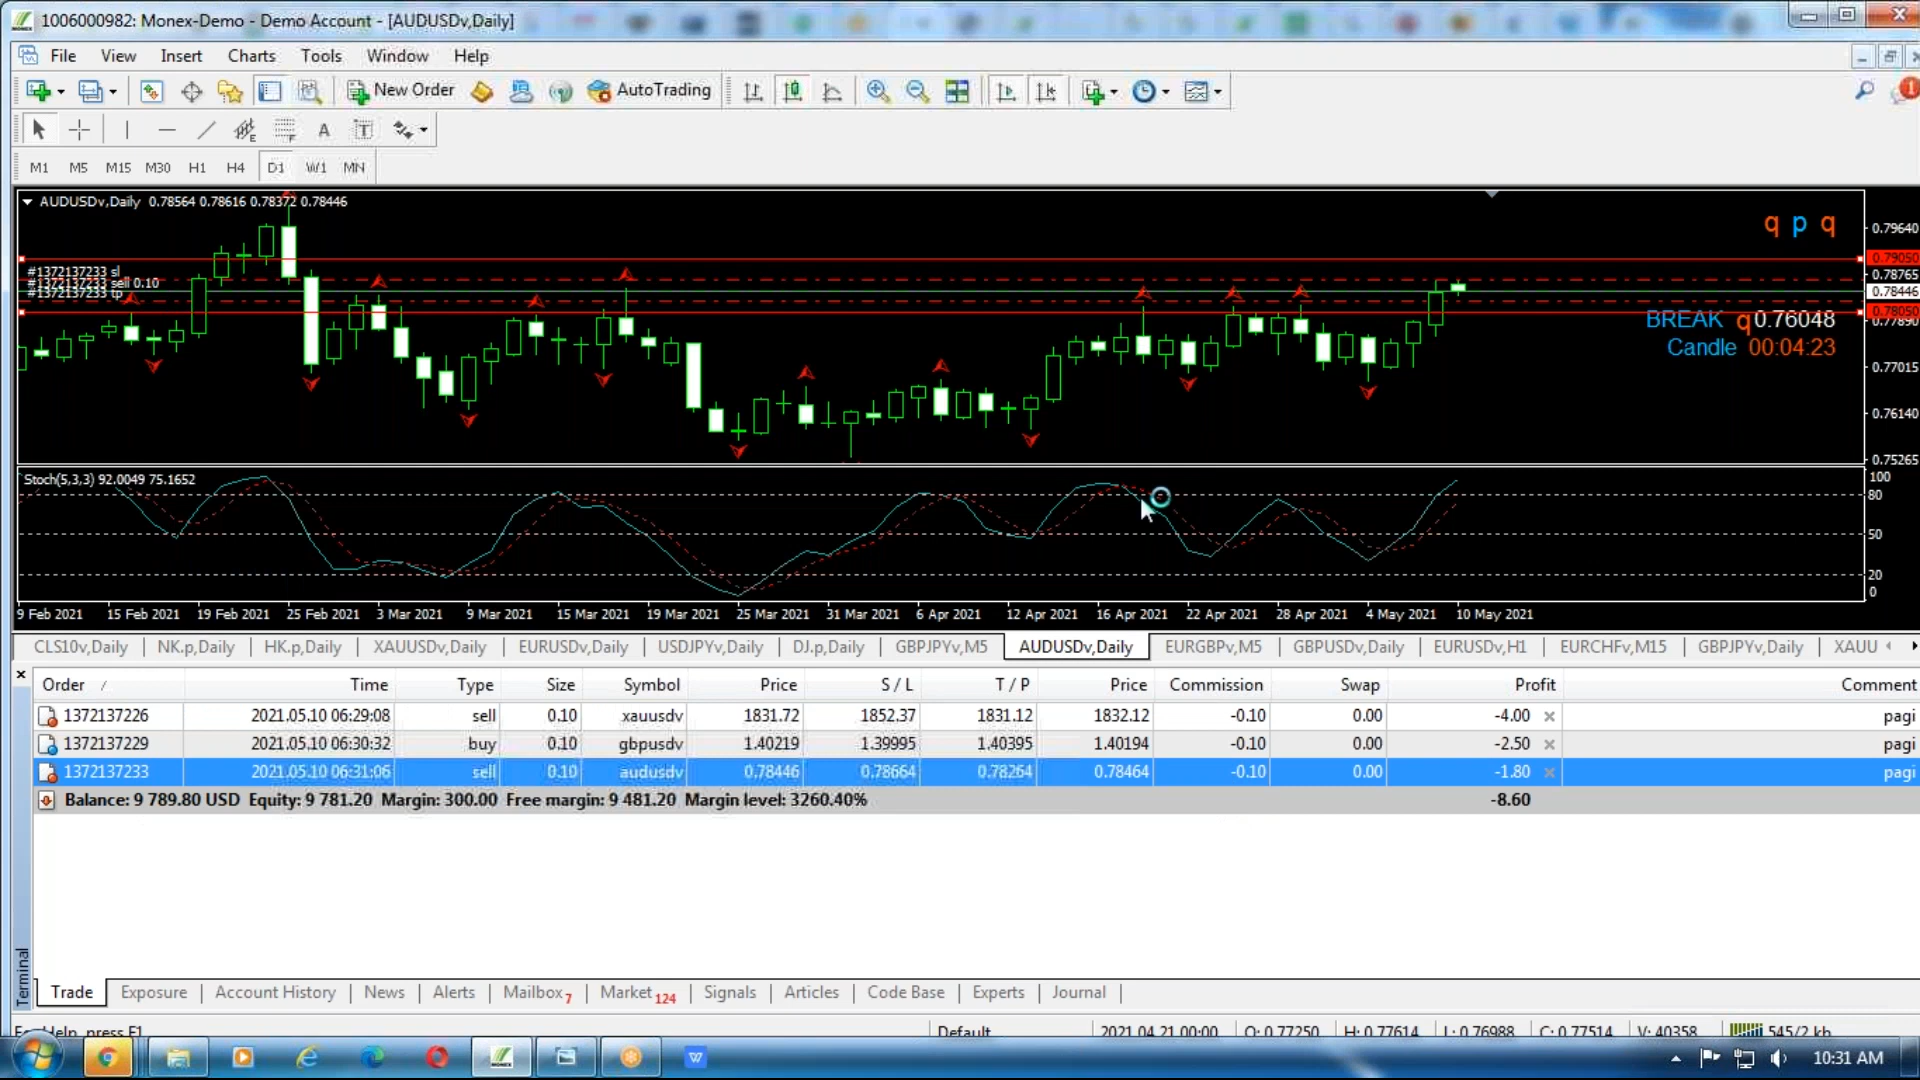 1006000982: Monex-Demo - Demo Account - [AUDUSDv,Daily]
File View Insert Charts Tools Window Help
New Order AutoTrading
A T
M1 M5 M15 M30 H1 H4 D1 W1 MN
AUDUSDv,Daily 0.78564 0.78616 0.78372 0.78446
q p q
0.79640
0.79050
#1372137233 sl
0.78765
#1372137233 sell 0.10
#1372137233 tp
0.78446
0.78050
BREAK q 0.76048
0.77890
Candle 00:04:23
0.77015
0.76140
0.75265
Stoch(5,3,3) 92.0049 75.1652
100
80
50
20
0
9 Feb 2021 15 Feb 2021 19 Feb 2021 25 Feb 2021 3 Mar 2021 9 Mar 2021 15 Mar 2021 19 Mar 2021 25 Mar 2021 31 Mar 2021 6 Apr 2021 12 Apr 2021 16 Apr 2021 22 Apr 2021 28 Apr 2021 4 May 2021 10 May 2021
CLS10v,Daily NK.p,Daily HK.p,Daily XAUUSDv,Daily EURUSDv,Daily USDJPYv,Daily DJ.p,Daily GBPJPYv,M5 AUDUSDv,Daily EURGBPv,M5 GBPUSDv,Daily EURUSDv,H1 EURCHFv,M15 GBPJPYv,Daily XAUU
Order / Time Type Size Symbol Price S / L T / P Price Commission Swap Profit Comment
1372137226 2021.05.10 06:29:08 sell 0.10 xauusdv 1831.72 1852.37 1831.12 1832.12 -0.10 0.00 -4.00 pagi
1372137229 2021.05.10 06:30:32 buy 0.10 gbpusdv 1.40219 1.39995 1.40395 1.40194 -0.10 0.00 -2.50 pagi
1372137233 2021.05.10 06:31:06 sell 0.10 audusdv 0.78446 0.78664 0.78264 0.78464 -0.10 0.00 -1.80 pagi
Balance: 9 789.80 USD Equity: 9 781.20 Margin: 300.00 Free margin: 9 481.20 Margin level: 3260.40% -8.60
Terminal
Trade Exposure Account History News Alerts Mailbox 7 Market 124 Signals Articles Code Base Experts Journal
Help, press F1 Default 2021.04.21 00:00 O: 0.77250 H: 0.77614 L: 0.76988 C: 0.77514 V: 40358 545/2 kb
10:31 AM